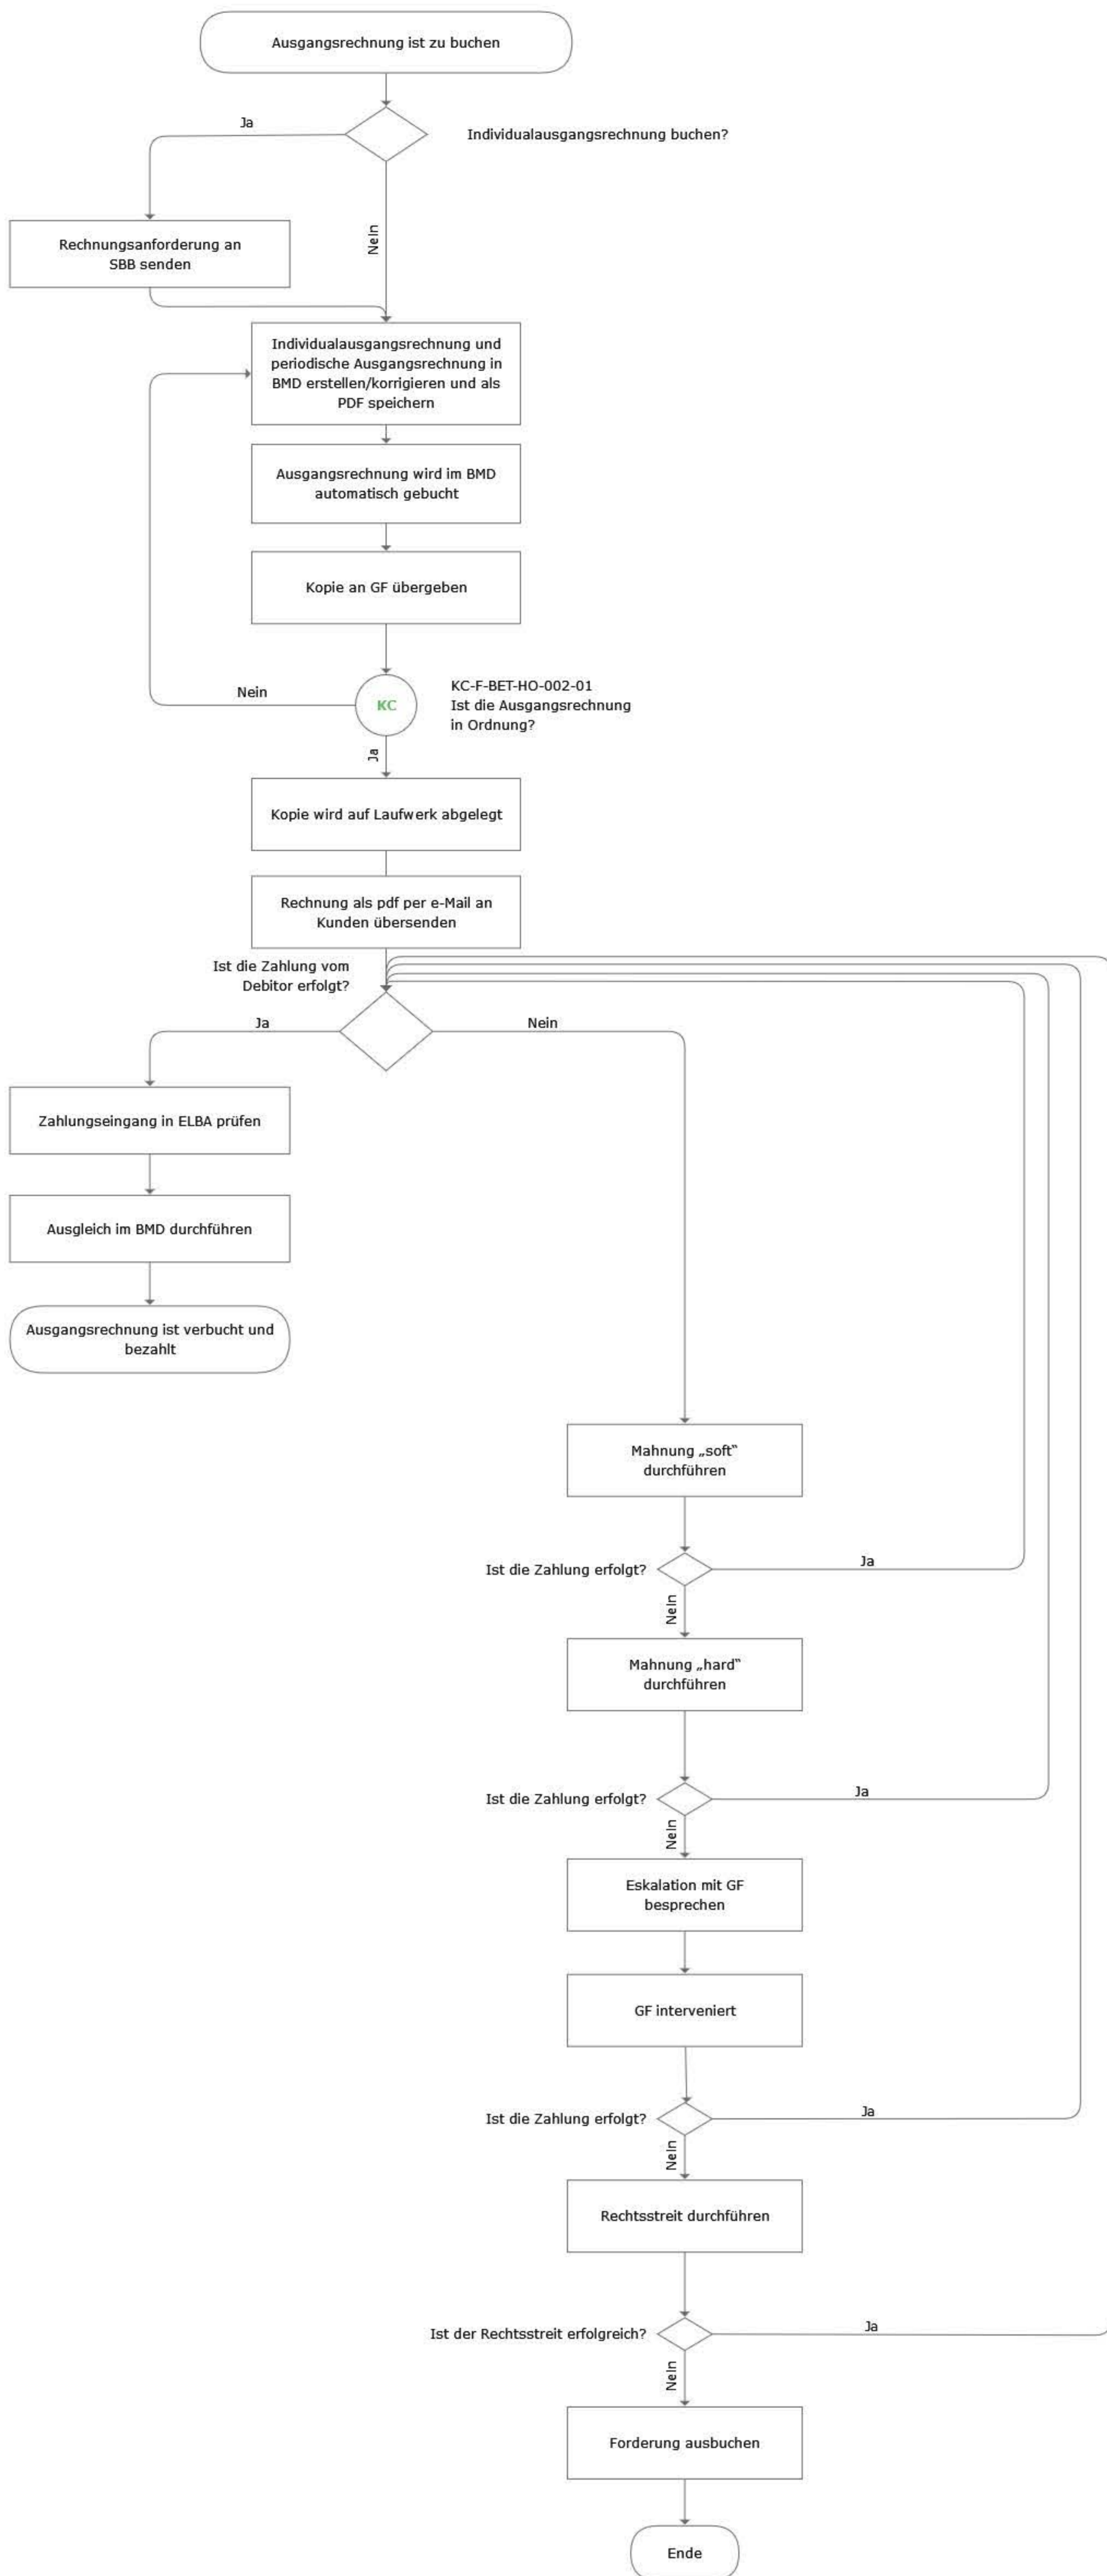 Ausgangsrechnung ist zu buchen
Ja
Individualausgangsrechnung buchen?
Nein
Rechnungsanforderung an
SBB senden
Individualausgangsrechnung und
periodische Ausgangsrechnung in
BMD erstellen/korrigieren und als
PDF speichern
Ausgangsrechnung wird im BMD
automatisch gebucht
Kopie an GF übergeben
Nein
KC
KC-F-BET-HO-002-01
Ist die Ausgangsrechnung
in Ordnung?
Ja
Kopie wird auf Laufwerk abgelegt
Rechnung als pdf per e-Mail an
Kunden übersenden
Ist die Zahlung vom
Debitor erfolgt?
Ja
Nein
Zahlungseingang in ELBA prüfen
Ausgleich im BMD durchführen
Ausgangsrechnung ist verbucht und
bezahlt
Mahnung „soft“
durchführen
Ist die Zahlung erfolgt?
Ja
Nein
Mahnung „hard“
durchführen
Ist die Zahlung erfolgt?
Ja
Nein
Eskalation mit GF
besprechen
GF interveniert
Ist die Zahlung erfolgt?
Ja
Nein
Rechtsstreit durchführen
Ist der Rechtsstreit erfolgreich?
Ja
Nein
Forderung ausbuchen
Ende